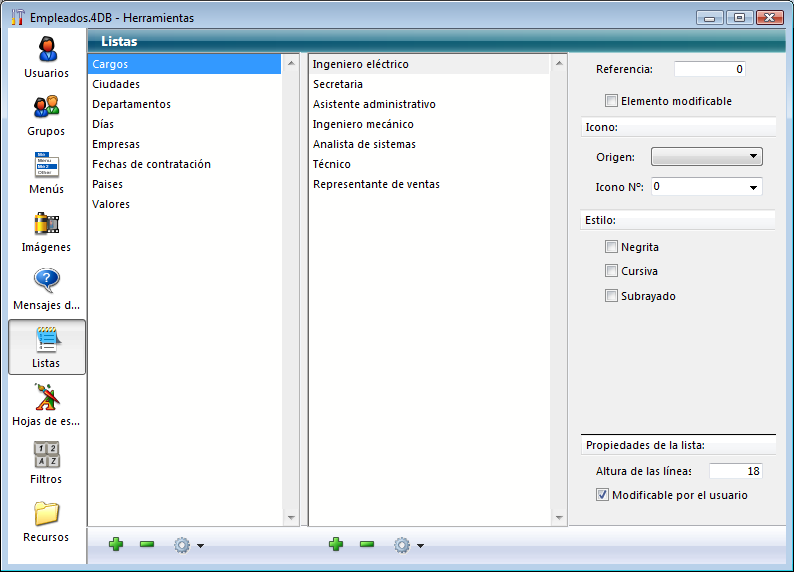 Empleados.4DB - Herramientas
Usuarios
Grupos
Menús
Imágenes
Mensajes d...
Listas
Hojas de es...
Filtros
Recursos
Listas
Cargos
Ciudades
Departamentos
Días
Empresas
Fechas de contratación
Paises
Valores
Ingeniero eléctrico
Secretaria
Asistente administrativo
Ingeniero mecánico
Analista de sistemas
Técnico
Representante de ventas
Referencia: 0
Elemento modificable
Icono:
Origen:
Icono Nº: 0
Estilo:
Negrita
Cursiva
Subrayado
Propiedades de la lista:
Altura de las líneas 18
Modificable por el usuario